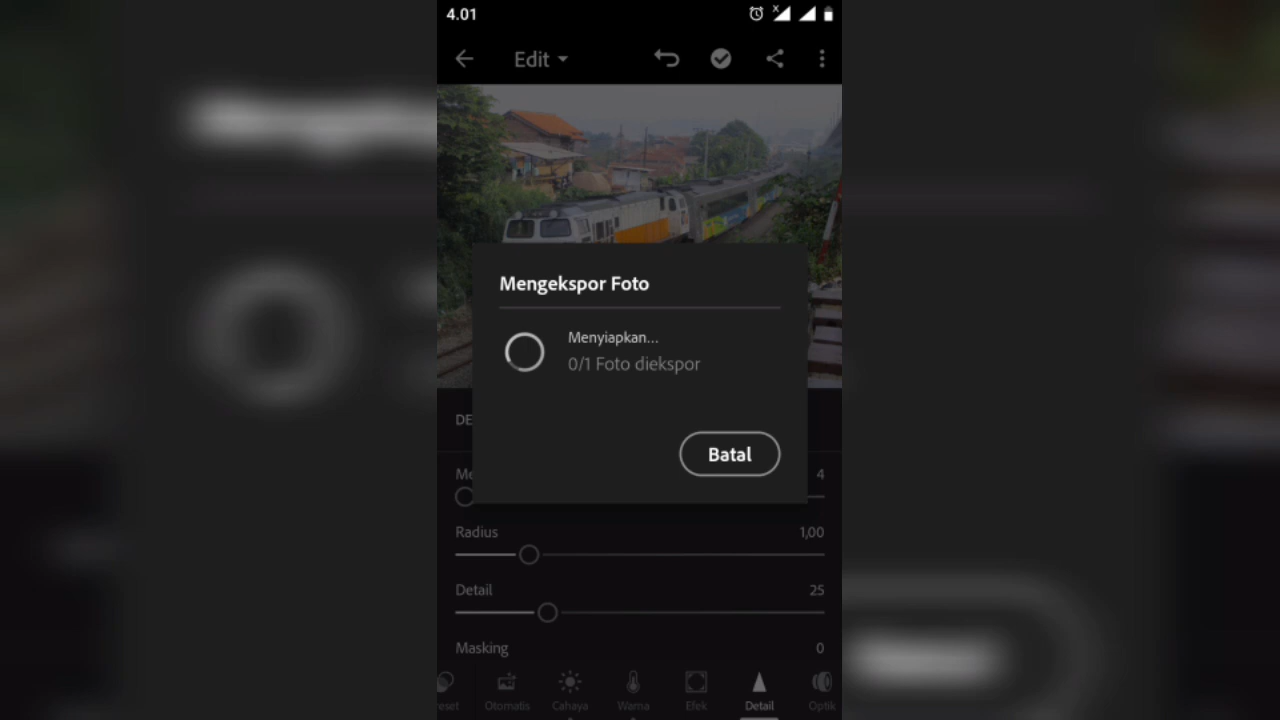 4.01
Edit
Mengekspor Foto
Menyiapkan...
0/1 Foto diekspor
Batal
4
Radius 1,00
Detail 25
Masking 0
Otomatis Cahaya Warna Efek Detail Optik